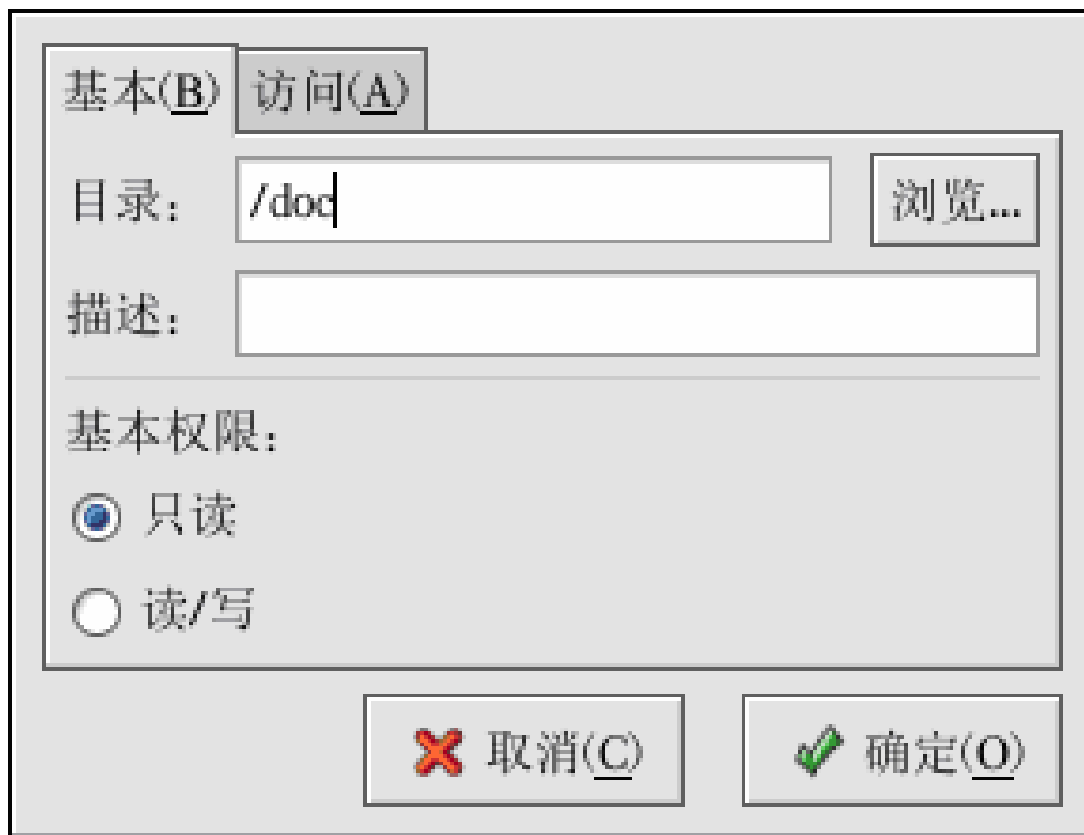 基本(B) 访问(A)
目录： /doc 浏览...
描述：
基本权限：
只读
读/写
取消(C) 确定(O)